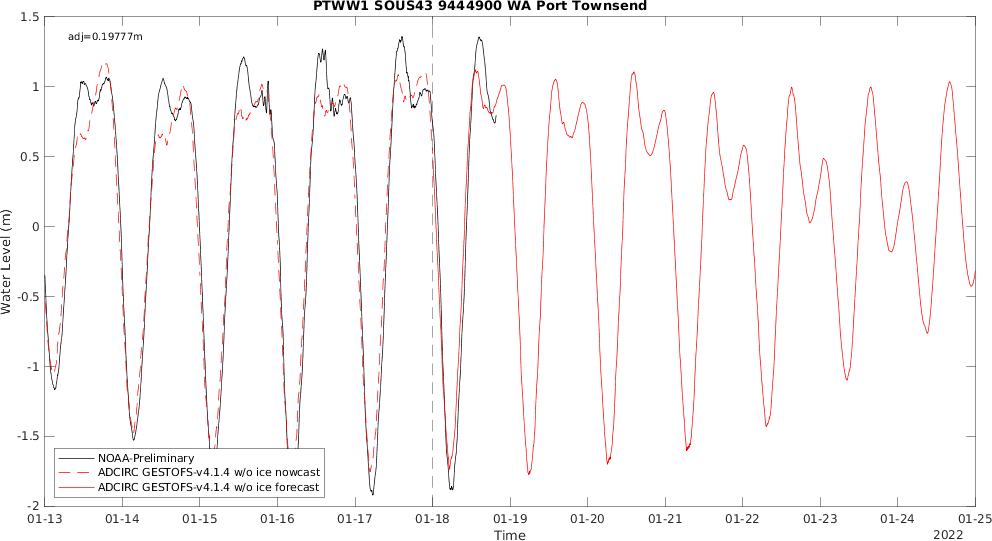 PTWW1 SOUS43 9444900 WA Port Townsend
adj=0.19777m
Water Level (m)
1.5
1
0.5
0
-0.5
-1
-1.5
-2
NOAA-Preliminary
ADCIRC GESTOFS-v4.1.4 w/o ice nowcast
ADCIRC GESTOFS-v4.1.4 w/o ice forecast
01-13 01-14 01-15 01-16 01-17 01-18 01-19 01-20 01-21 01-22 01-23 01-24 01-25
Time
2022